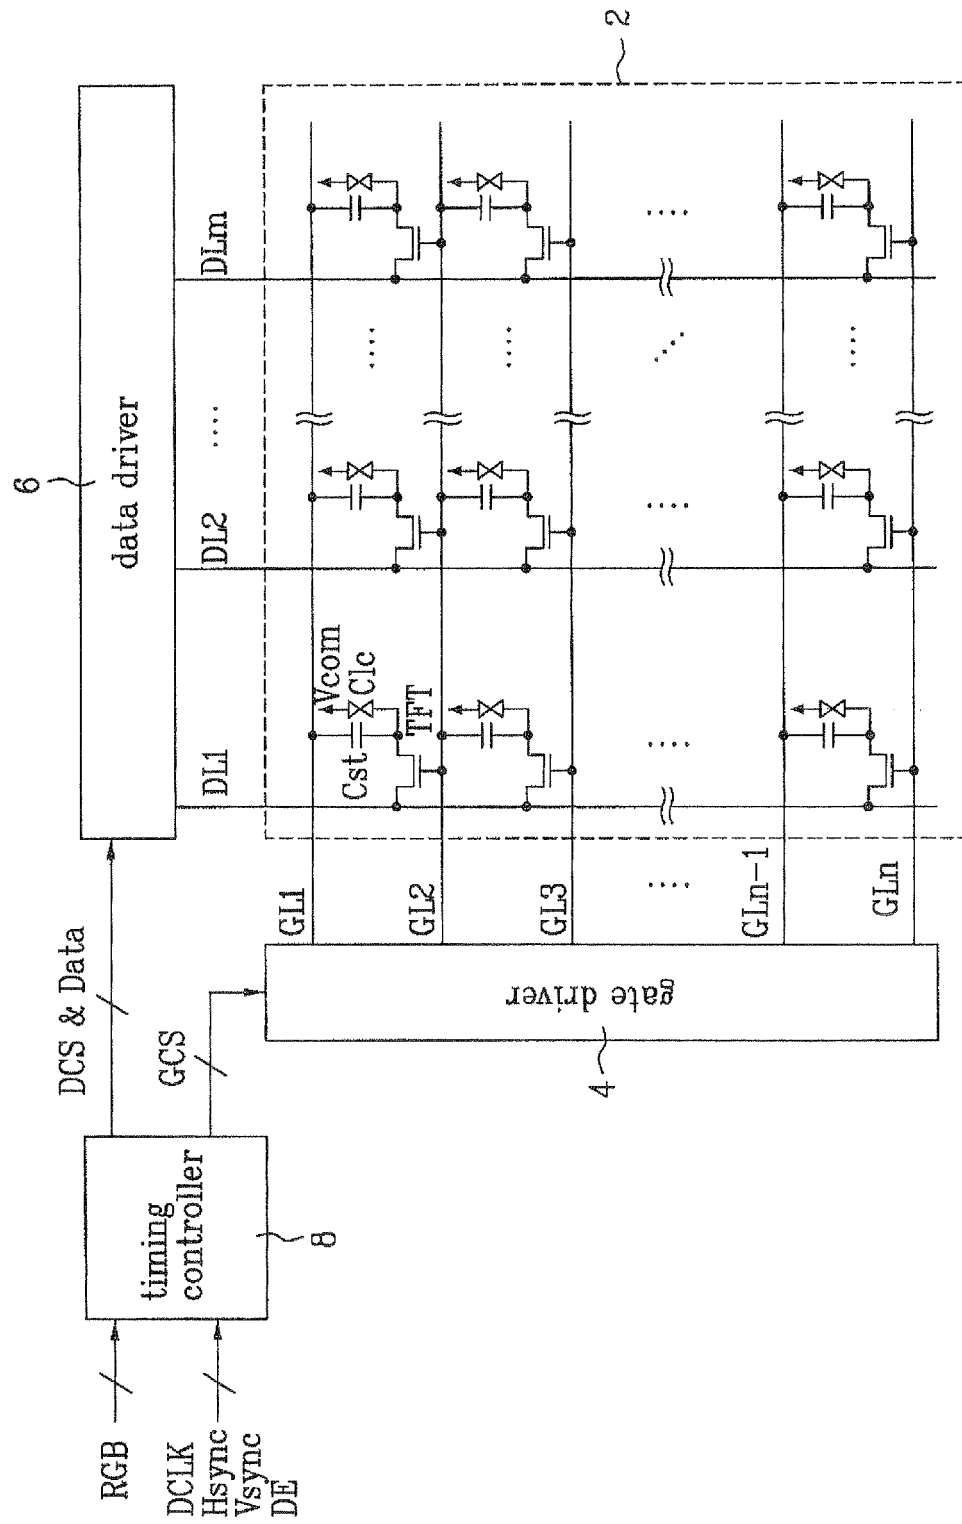 RGB
DCLK
Hsync
Vsync
DE
timing
controller
8
DCS & Data
GCS
6
data driver
4
gate driver
2
DL1
DL2
....
DLm
GL1
GL2
GL3
....
GLn-1
GLn
Vcom
Clc
Cst
TFT
....
....
....
....
....
....
....